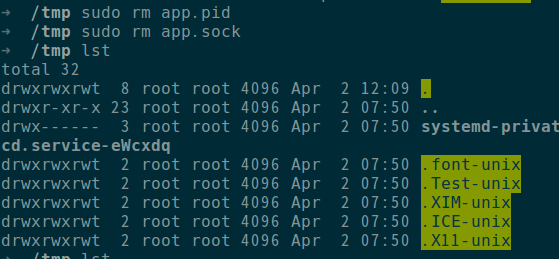 ➜  /tmp sudo rm app.pid
➜  /tmp sudo rm app.sock
➜  /tmp lst
total 32
drwxrwxrwt  8 root root 4096 Apr  2 12:09 .
drwxr-xr-x 23 root root 4096 Apr  2 07:50 ..
drwx------  3 root root 4096 Apr  2 07:50 systemd-privat
cd.service-eWcxdq
drwxrwxrwt  2 root root 4096 Apr  2 07:50 .font-unix
drwxrwxrwt  2 root root 4096 Apr  2 07:50 .Test-unix
drwxrwxrwt  2 root root 4096 Apr  2 07:50 .XIM-unix
drwxrwxrwt  2 root root 4096 Apr  2 07:50 .ICE-unix
drwxrwxrwt  2 root root 4096 Apr  2 07:50 .X11-unix
➜  /tmp lst